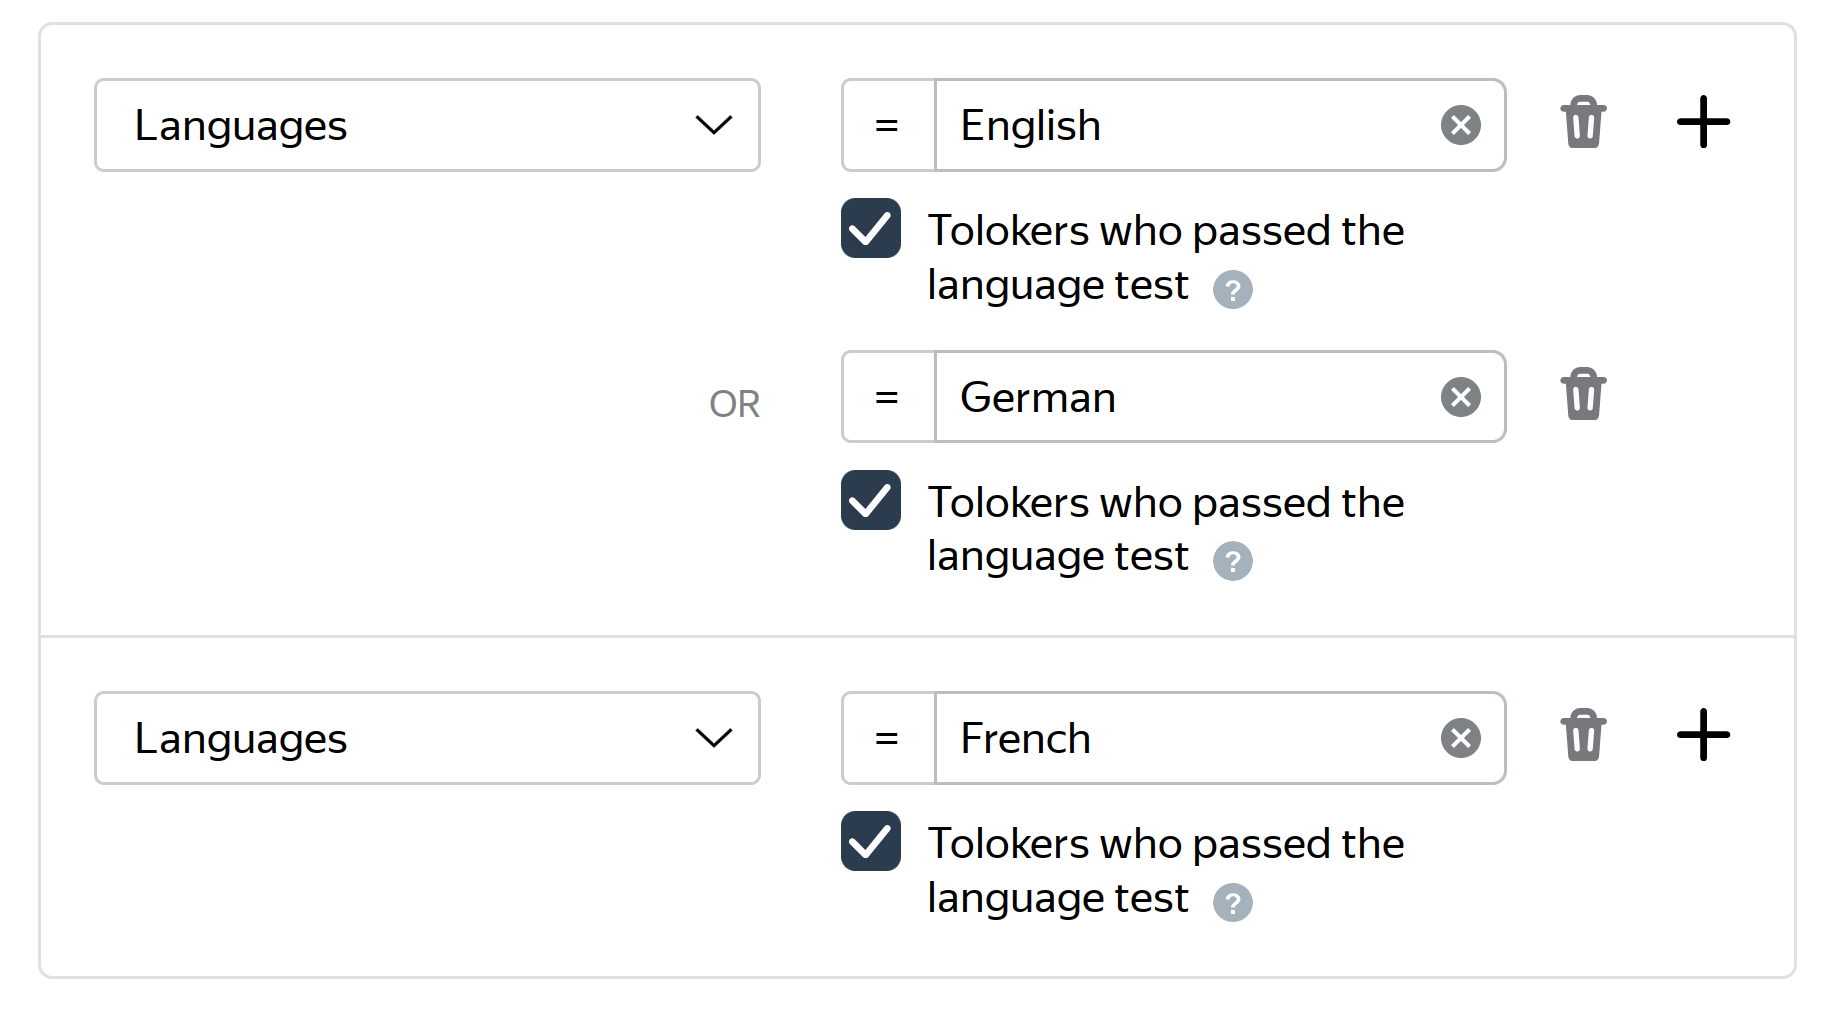 Languages
= English
Tolokers who passed the
language test ?
OR
= German
Tolokers who passed the
language test ?
Languages
= French
Tolokers who passed the
language test ?